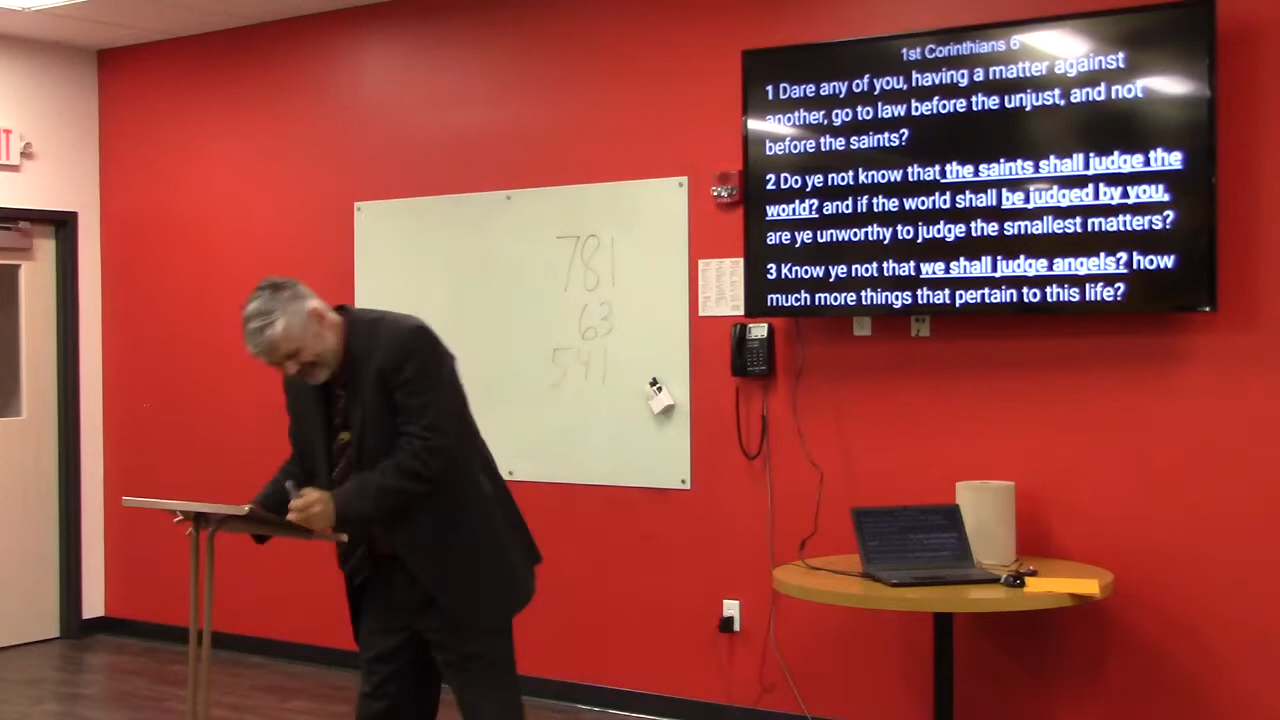 IT
781
63
541
1st Corinthians 6
1 Dare any of you, having a matter against
another, go to law before the unjust, and not
before the saints?
2 Do ye not know that the saints shall judge the
world? and if the world shall be judged by you,
are ye unworthy to judge the smallest matters?
3 Know ye not that we shall judge angels? how
much more things that pertain to this life?